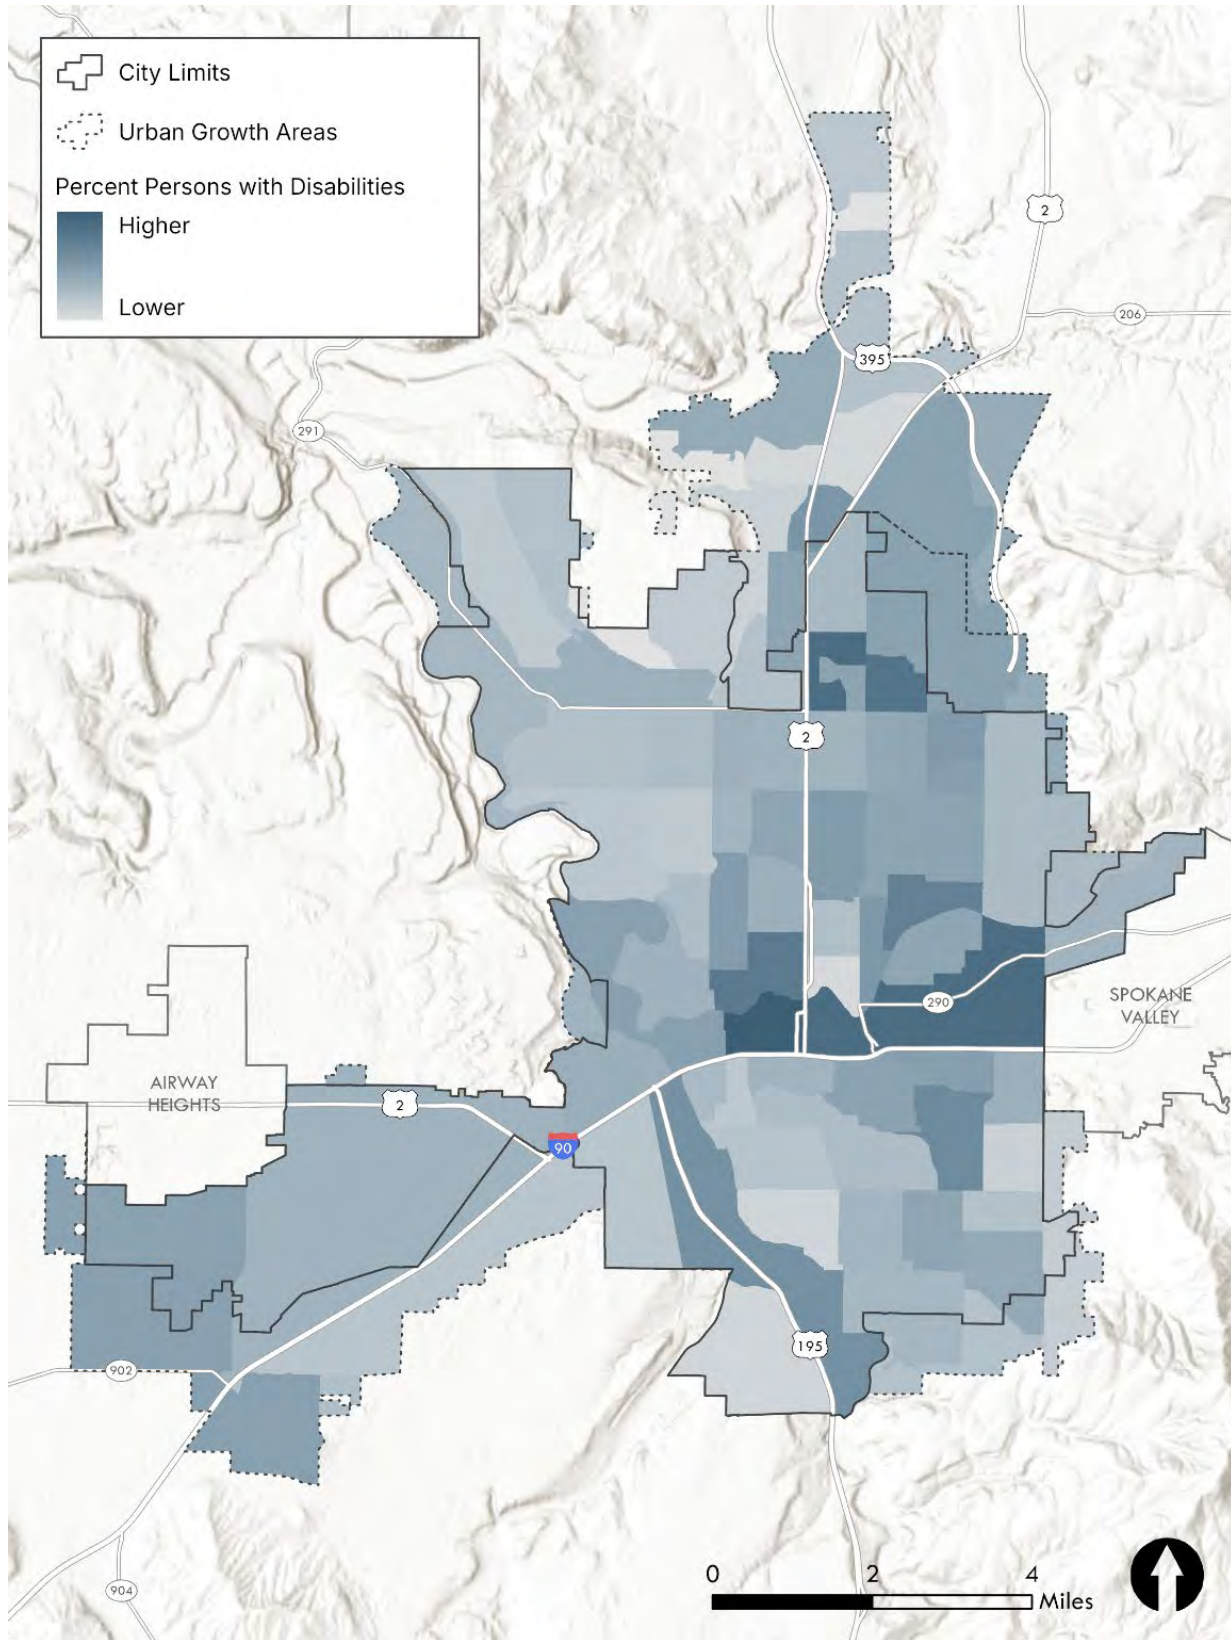 City Limits
Urban Growth Areas
Percent Persons with Disabilities
Higher
Lower
2
206
395
291
2
290
SPOKANE
VALLEY
AIRWAY
HEIGHTS
2
90
195
902
904
0 2 4
Miles